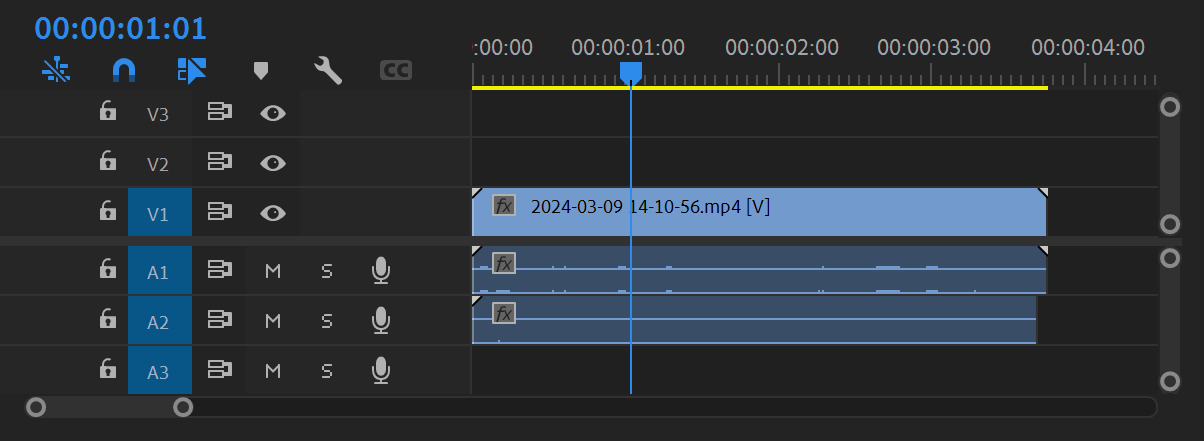 00:00:01:01
:00:00 00:00:01:00 00:00:02:00 00:00:03:00 00:00:04:00
CC
V3
V2
V1 fx 2024-03-09 14-10-56.mp4 [V]
A1 M S fx
A2 M S fx
A3 M S